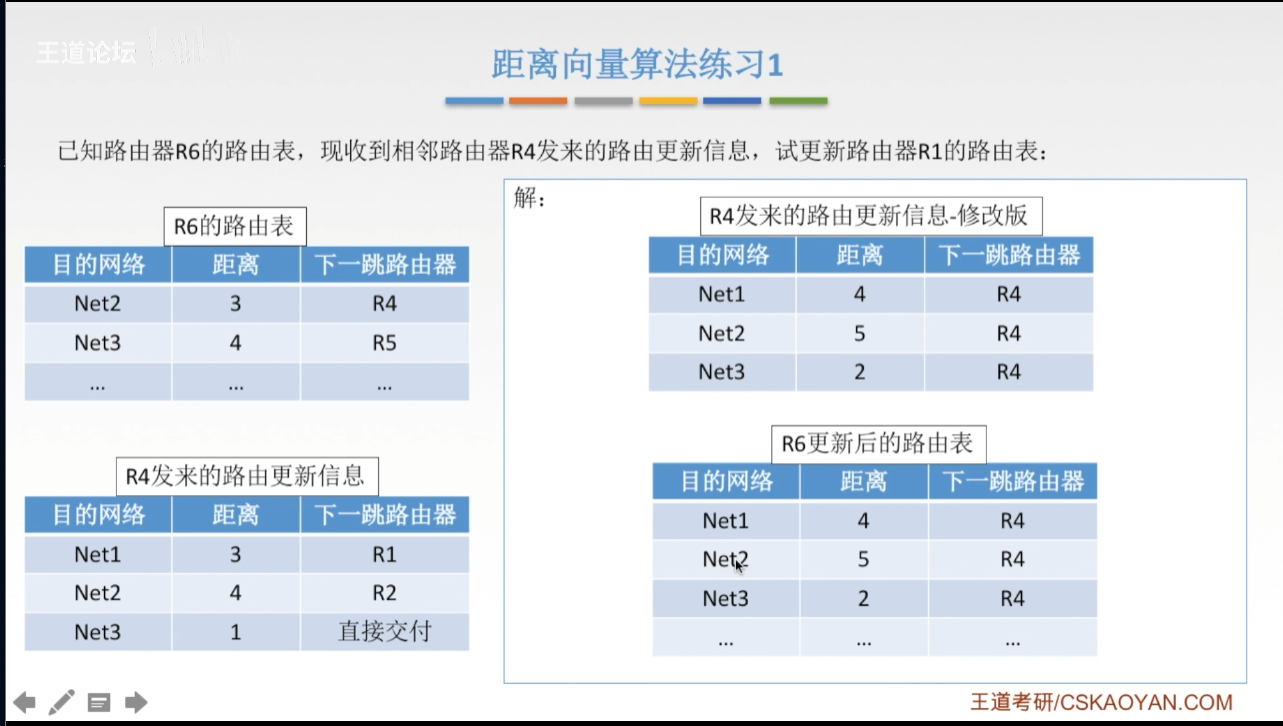 王道论坛
距离向量算法练习1
已知路由器R6的路由表，现收到相邻路由器R4发来的路由更新信息，试更新路由器R1的路由表：
R6的路由表
目的网络 距离 下一跳路由器
Net2 3 R4
Net3 4 R5
... ... ...
R4发来的路由更新信息
目的网络 距离 下一跳路由器
Net1 3 R1
Net2 4 R2
Net3 1 直接交付
解：
R4发来的路由更新信息-修改版
目的网络 距离 下一跳路由器
Net1 4 R4
Net2 5 R4
Net3 2 R4
R6更新后的路由表
目的网络 距离 下一跳路由器
Net1 4 R4
Net2 5 R4
Net3 2 R4
... ... ...
王道考研/CSKAOYAN.COM